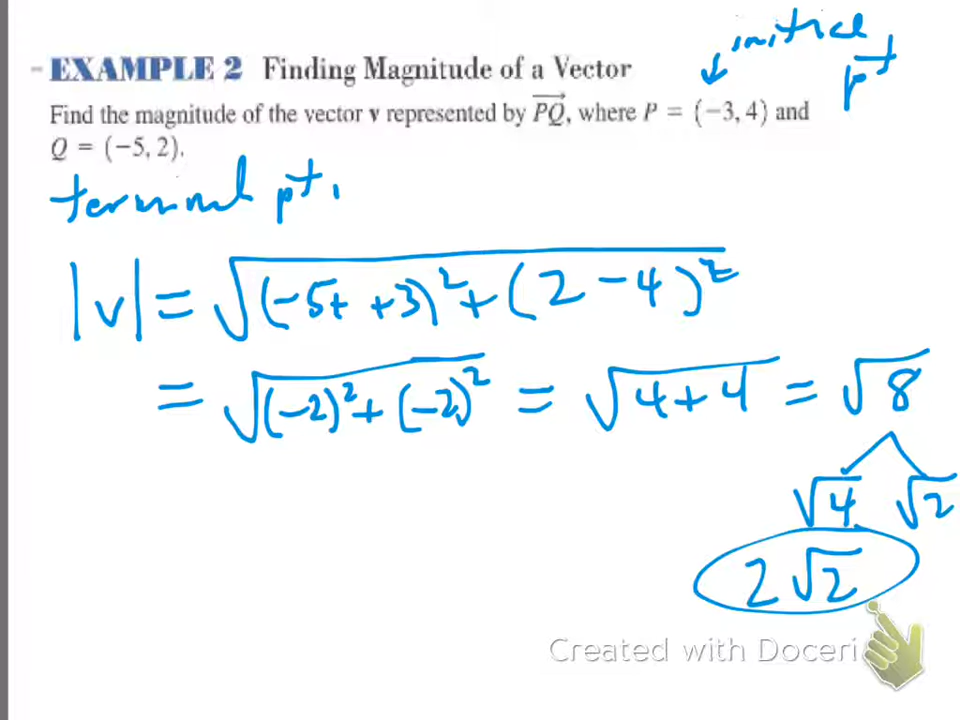 initial
pt
EXAMPLE 2 Finding Magnitude of a Vector
Find the magnitude of the vector v represented by PQ⃗, where P = (−3, 4) and
Q = (−5, 2).
terminal pt.
|v| = √((-5+ +3)² + (2 - 4)²)
= √((-2)² + (-2)²) = √(4+4) = √8
√4 √2
2√2
Created with Doceri